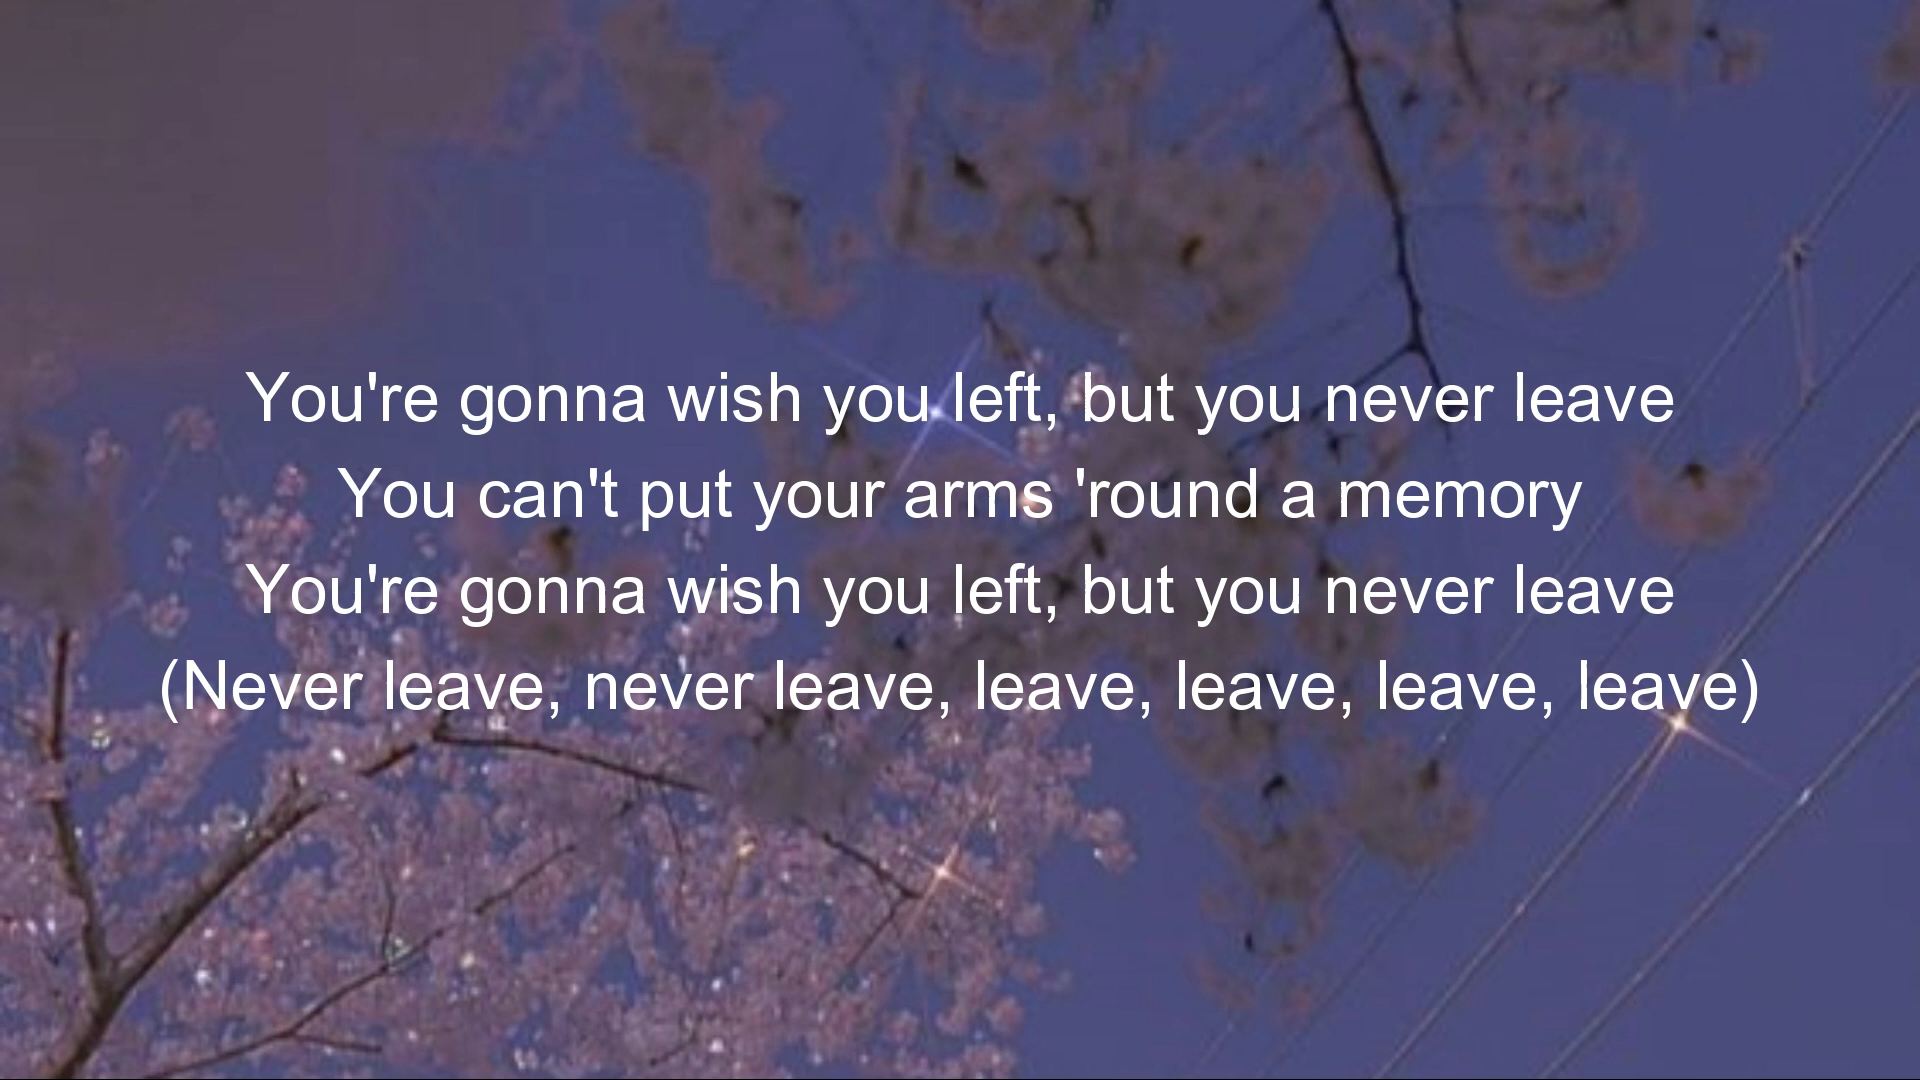 You're gonna wish you left, but you never leave
You can't put your arms 'round a memory
You're gonna wish you left, but you never leave
(Never leave, never leave, leave, leave, leave, leave)